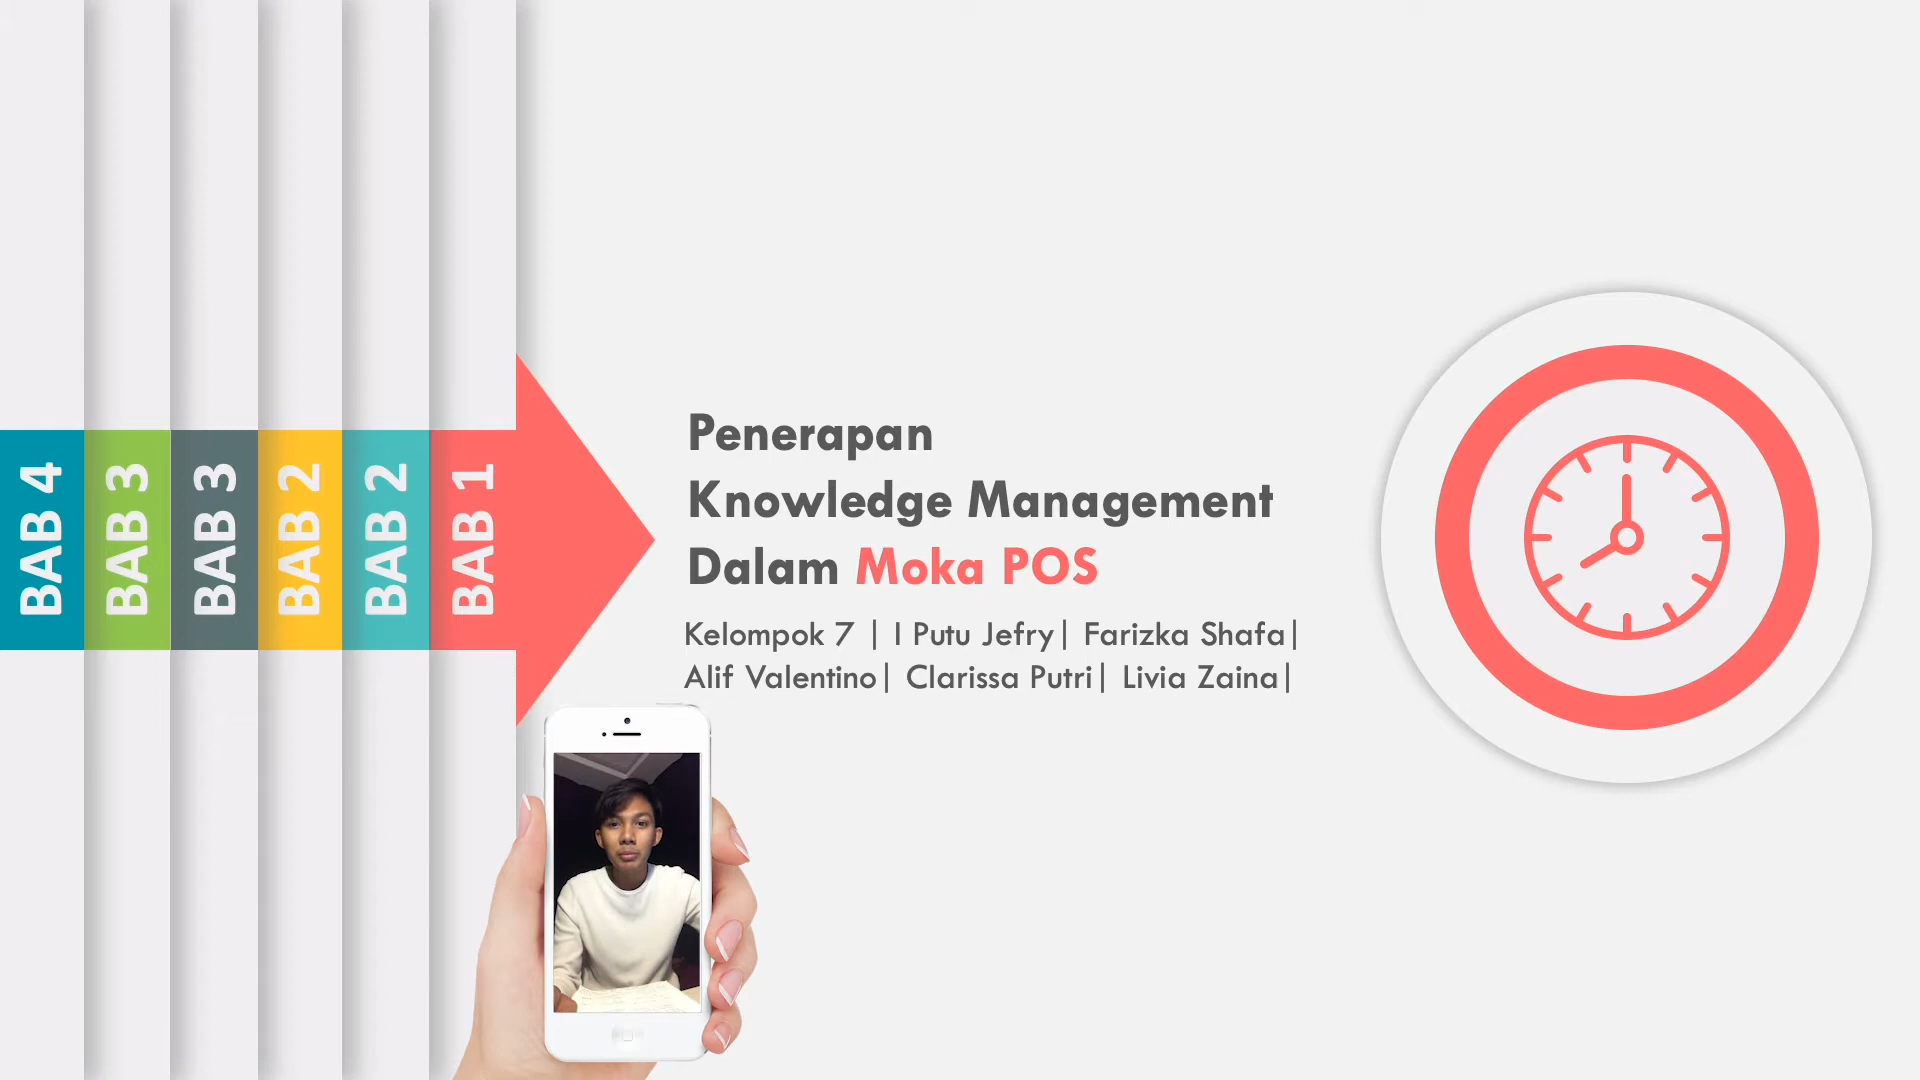 BAB 4
BAB 3
BAB 3
BAB 2
BAB 2
BAB 1
Penerapan
Knowledge Management
Dalam Moka POS
Kelompok 7 | I Putu Jefry| Farizka Shafa|
Alif Valentino| Clarissa Putri| Livia Zaina|